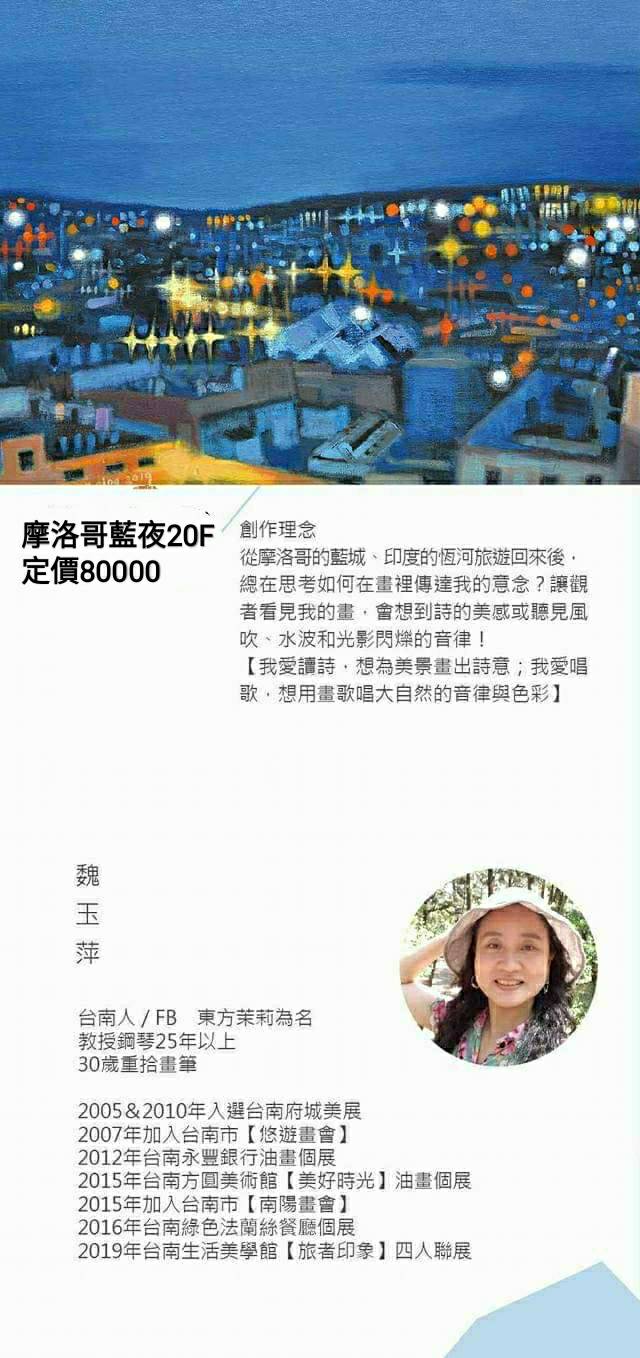 摩洛哥藍夜20F
定價80000
創作理念
從摩洛哥的藍城、印度的恆河旅遊回來後，
總在思考如何在畫裡傳達我的意念？讓觀
者看見我的畫，會想到詩的美感或聽見風
吹、水波和光影閃爍的音律！
【我愛讀詩，想為美景畫出詩意；我愛唱
歌，想用畫歌唱大自然的音律與色彩】
魏
玉
萍
台南人 / FB　東方茉莉為名
教授鋼琴25年以上
30歲重拾畫筆
2005＆2010年入選台南府城美展
2007年加入台南市【悠遊畫會】
2012年台南永豐銀行油畫個展
2015年台南方圓美術館【美好時光】油畫個展
2015年加入台南市【南陽畫會】
2016年台南綠色法蘭絲餐廳個展
2019年台南生活美學館【旅者印象】四人聯展